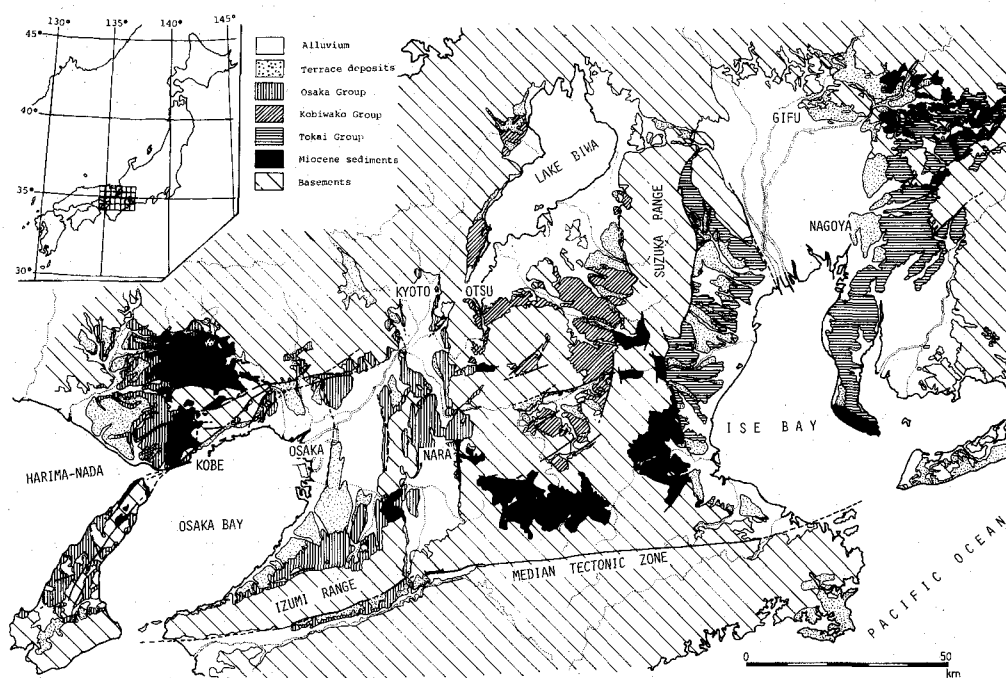 130° 135° 140° 145°
45°
40°
35°
30°
Alluvium
Terrace deposits
Osaka Group
Kobiwako Group
Tokai Group
Miocene sediments
Basements
GIFU
LAKE BIWA
SUZUKA RANGE
NAGOYA
KYOTO
OTSU
ISE BAY
HARIMA-NADA
KOBE
OSAKA
NARA
OSAKA BAY
MEDIAN TECTONIC ZONE
IZUMI RANGE
PACIFIC OCEAN
0 50
km